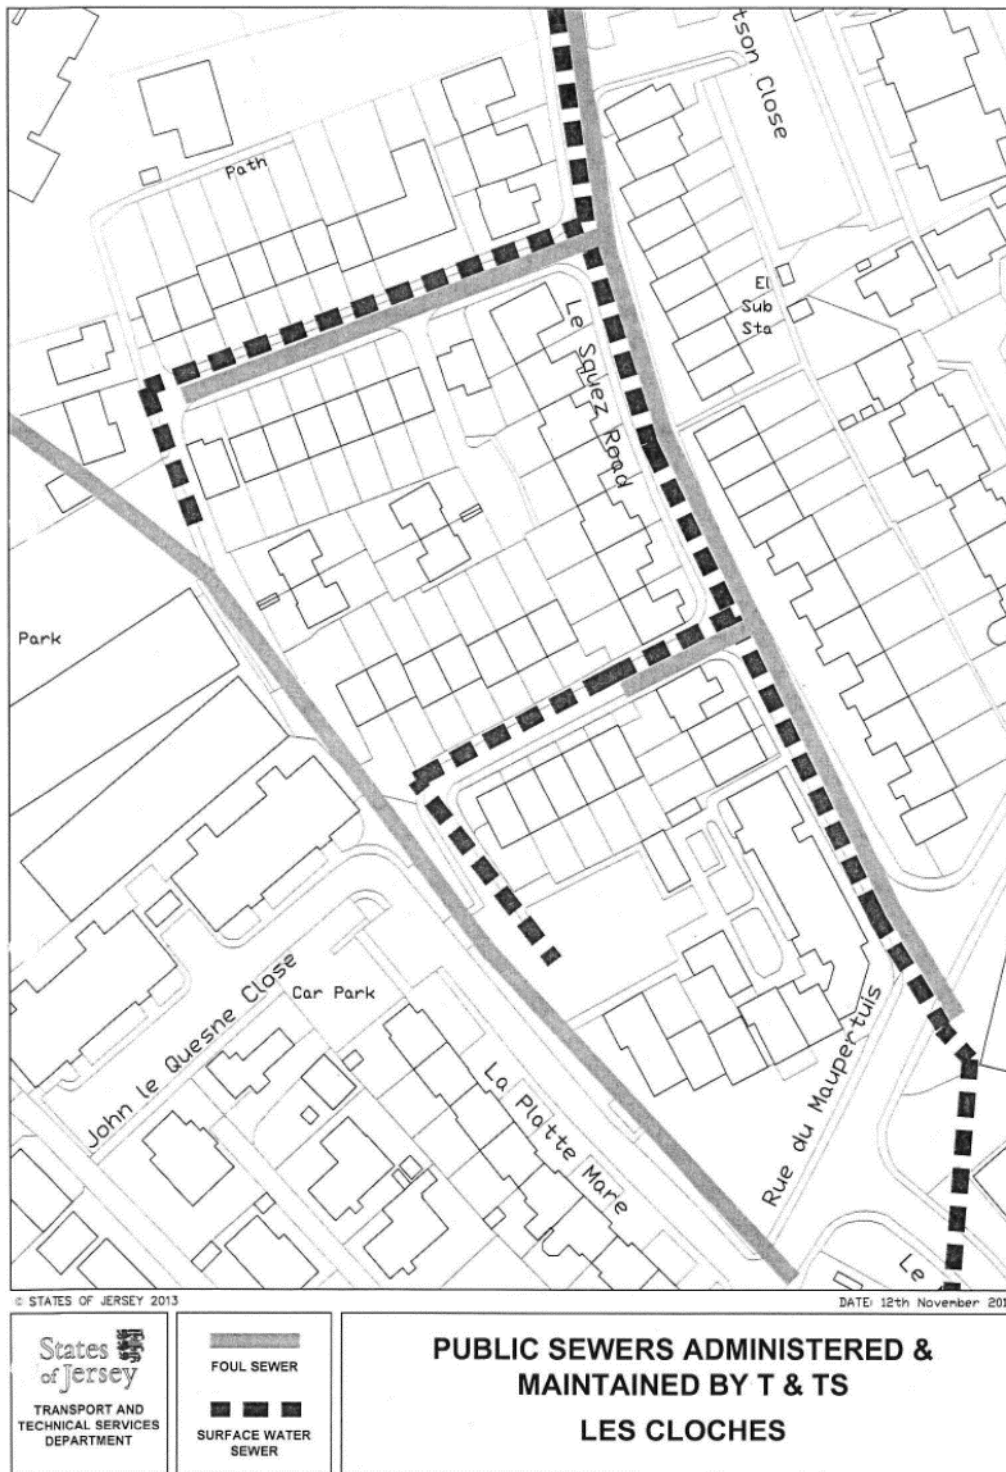 tson Close
Path
El
Sub
Sta
Le Squez Road
Park
John le Quesne Close
Car Park
La Platte Mare
Rue du Maupertuis
Le
© STATES OF JERSEY 2013
DATE: 12th November 201
States
of Jersey
TRANSPORT AND
TECHNICAL SERVICES
DEPARTMENT
FOUL SEWER
SURFACE WATER
SEWER
PUBLIC SEWERS ADMINISTERED &
MAINTAINED BY T & TS
LES CLOCHES